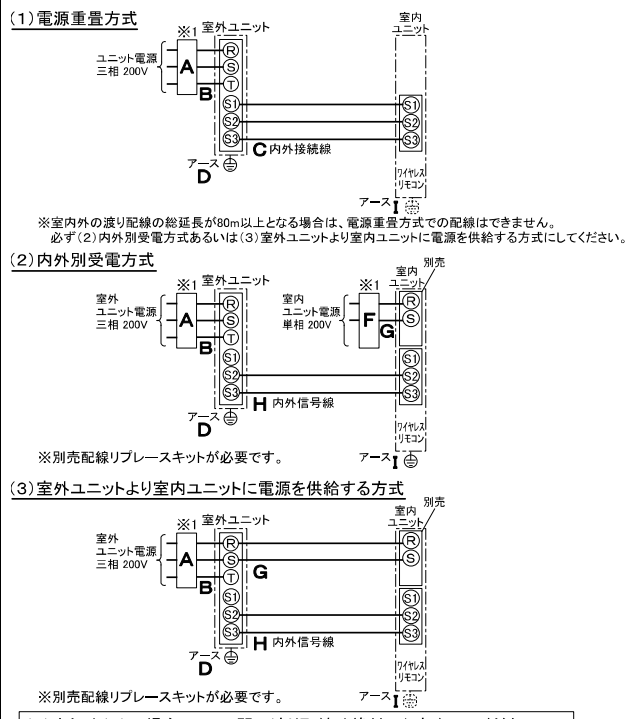 (1)電源重畳方式
※1 室外ユニット
室内
ユニット
ユニット電源
三相 200V
A
B
R
S
T
S1
S2
S3
S1
S2
S3
C 内外接続線
アース
D
ワイヤレス
リモコン
アース I
※室内外の渡り配線の総延長が80m以上となる場合は、電源重畳方式での配線はできません。
必ず(2)内外別受電方式あるいは(3)室外ユニットより室内ユニットに電源を供給する方式にしてください。
(2)内外別受電方式
※1 室外ユニット
※1
室内
ユニット
別売
室外
ユニット電源
三相 200V
A
B
R
S
T
S1
S2
S3
室内
ユニット電源
単相 200V
F
G
R
S
S1
S2
S3
H 内外信号線
アース
D
ワイヤレス
リモコン
アース I
※別売配線リプレースキットが必要です。
(3)室外ユニットより室内ユニットに電源を供給する方式
※1 室外ユニット
室内
ユニット
別売
室外
ユニット電源
三相 200V
A
B
R
S
T
S1
S2
S3
G
R
S
S1
S2
S3
H 内外信号線
アース
D
ワイヤレス
リモコン
アース I
※別売配線リプレースキットが必要です。